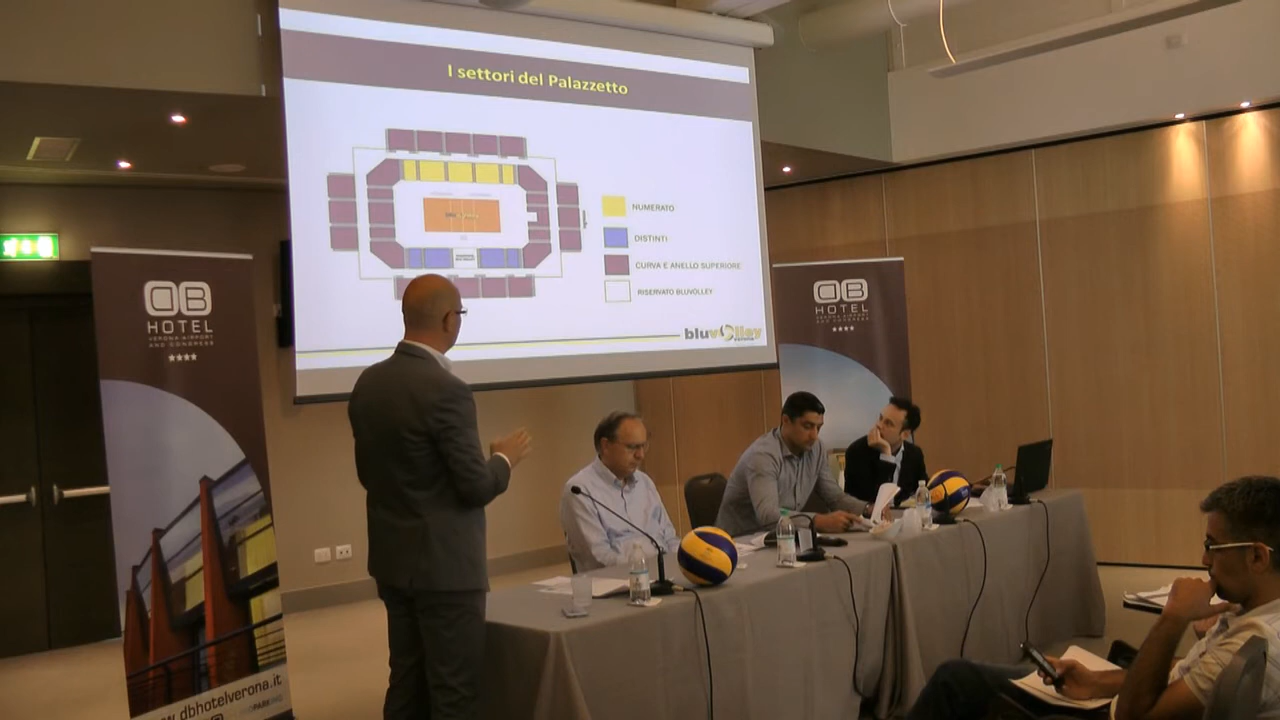 I settori del Palazzetto
NUMERATO
DISTINTI
CURVA E ANELLO SUPERIORE
RISERVATO BLUVOLLEY
bluvolley
VERONA
DB
HOTEL
VERONA AIRPORT
AND CONGRESS
www.dbhotelverona.it
DB
HOTEL
VERONA AIRPORT
AND CONGRESS